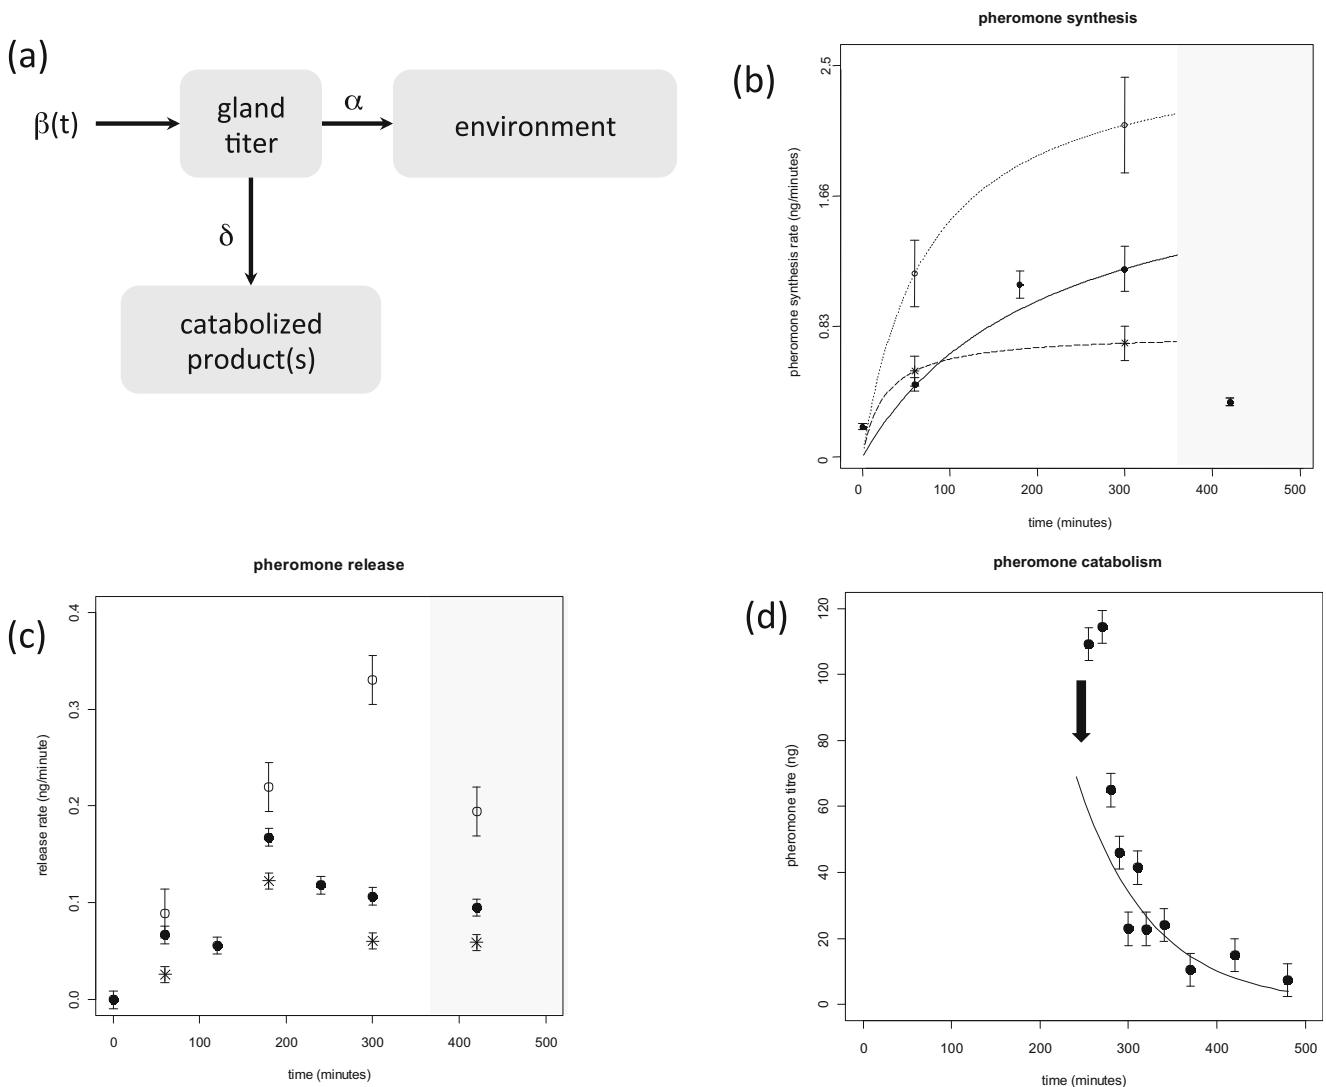 (a)
β(t)
gland
titer
α
environment
δ
catabolized
product(s)
pheromone synthesis
(b)
pheromone synthesis rate (ng/minutes)
2.5
1.66
0.83
0
0
100
200
300
400
500
time (minutes)
pheromone release
(c)
release rate (ng/minute)
0.4
0.3
0.2
0.1
0.0
0
100
200
300
400
500
time (minutes)
pheromone catabolism
(d)
pheromone titre (ng)
120
100
80
60
40
20
0
0
100
200
300
400
500
time (minutes)